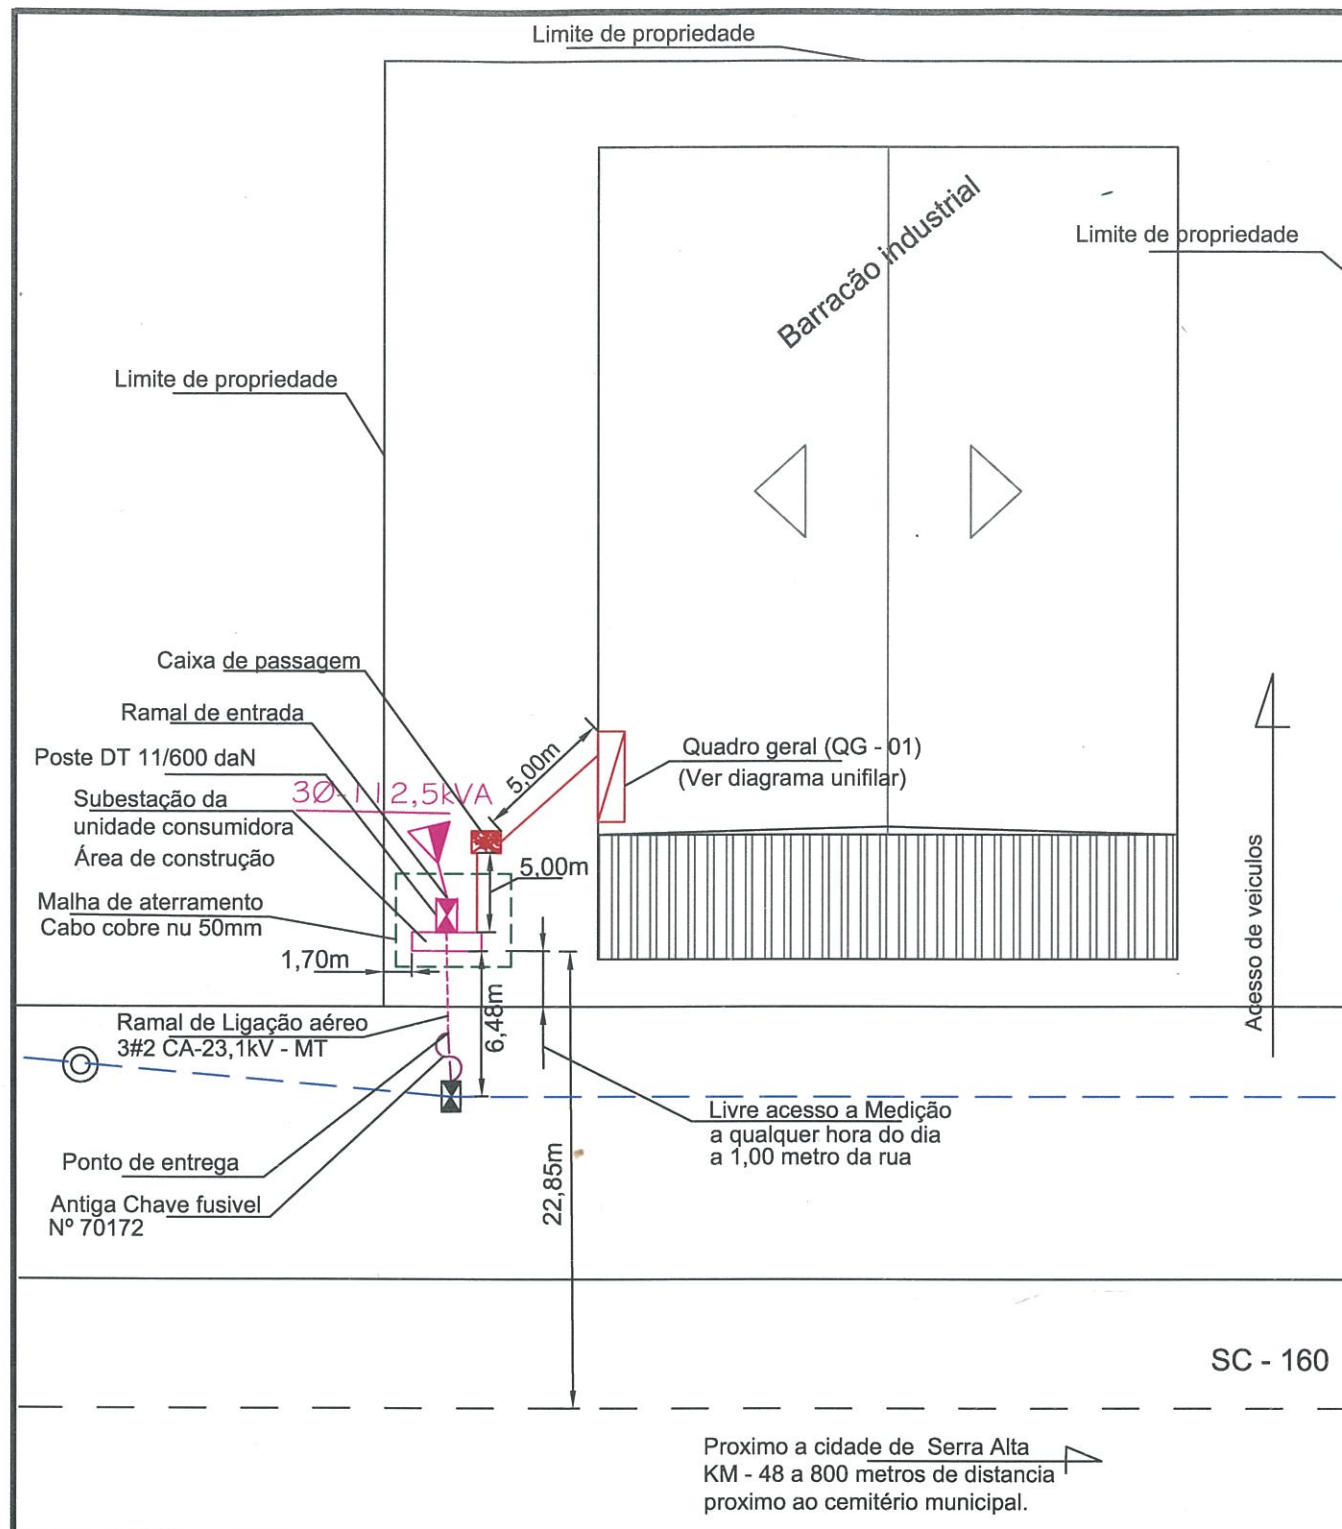 Limite de propriedade
Barracão industrial
Limite de propriedade
Limite de propriedade
Caixa de passagem
Ramal de entrada
Poste DT 11/600 daN
3Ø-112,5kVA
Subestação da
unidade consumidora
Área de construção
5,00m
Quadro geral (QG - 01)
(Ver diagrama unifilar)
5,00m
Malha de aterramento
Cabo cobre nu 50mm
1,70m
Acesso de veiculos
Ramal de Ligação aéreo
3#2 CA-23,1kV - MT
6,48m
Livre acesso a Medição
a qualquer hora do dia
a 1,00 metro da rua
Ponto de entrega
Antiga Chave fusivel
Nº 70172
22,85m
SC - 160
Proximo a cidade de Serra Alta
KM - 48 a 800 metros de distancia
proximo ao cemitério municipal.